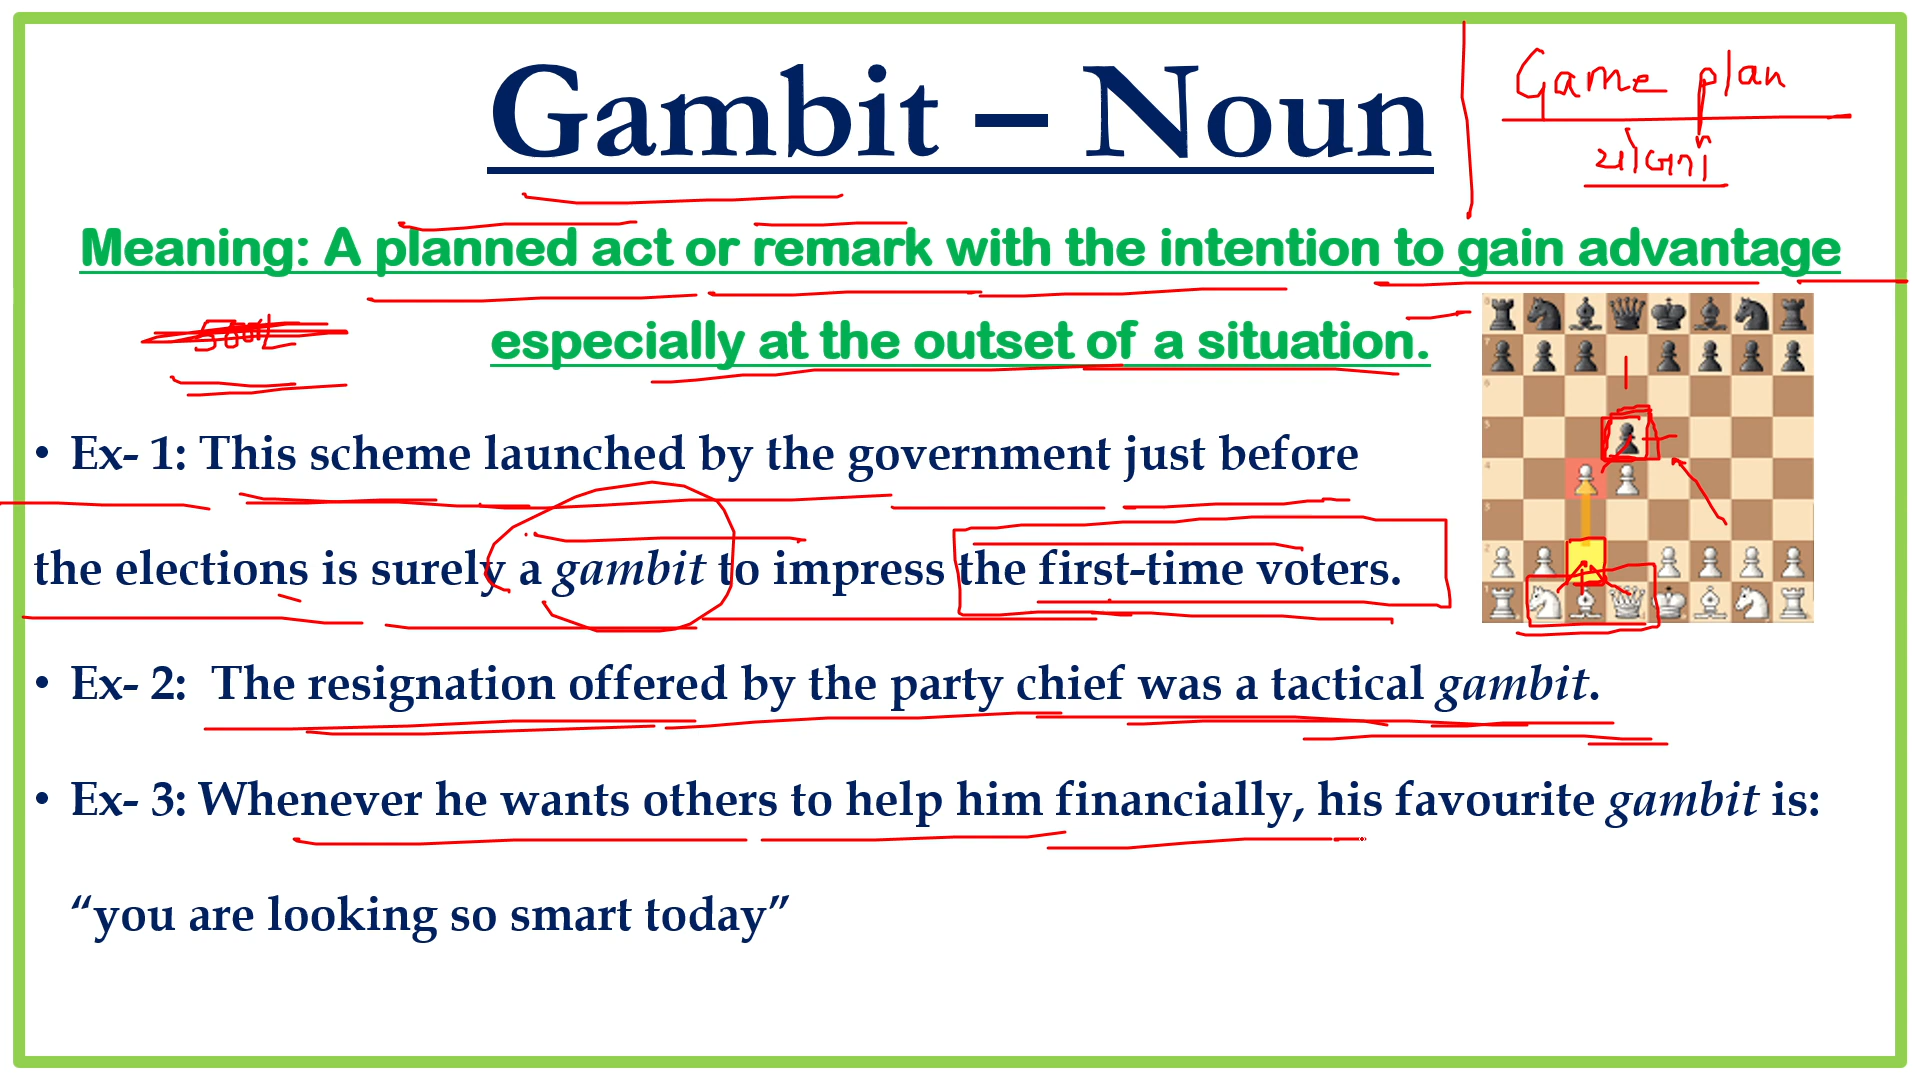 Gambit – Noun
Game plan
Meaning: A planned act or remark with the intention to gain advantage
especially at the outset of a situation.
• Ex- 1: This scheme launched by the government just before
the elections is surely a gambit to impress the first-time voters.
• Ex- 2: The resignation offered by the party chief was a tactical gambit.
• Ex- 3: Whenever he wants others to help him financially, his favourite gambit is:
“you are looking so smart today”